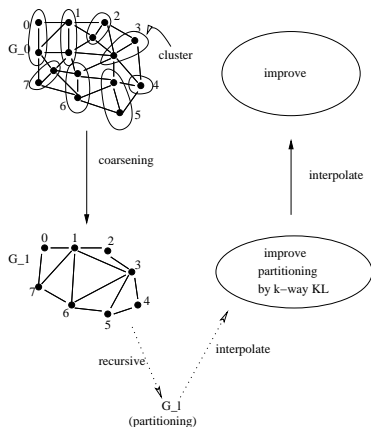 0
1
2
3
cluster
G_0
7
4
6
5
improve
coarsening
interpolate
0
1
2
G_1
3
7
4
6
5
improve
partitioning
by k-way KL
recursive
interpolate
G_l
(partitioning)